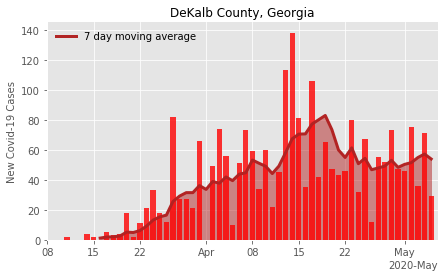 DeKalb County, Georgia
7 day moving average
New Covid-19 Cases
140
120
100
80
60
40
20
0
08 15 22 Apr 08 15 22 May
2020-May